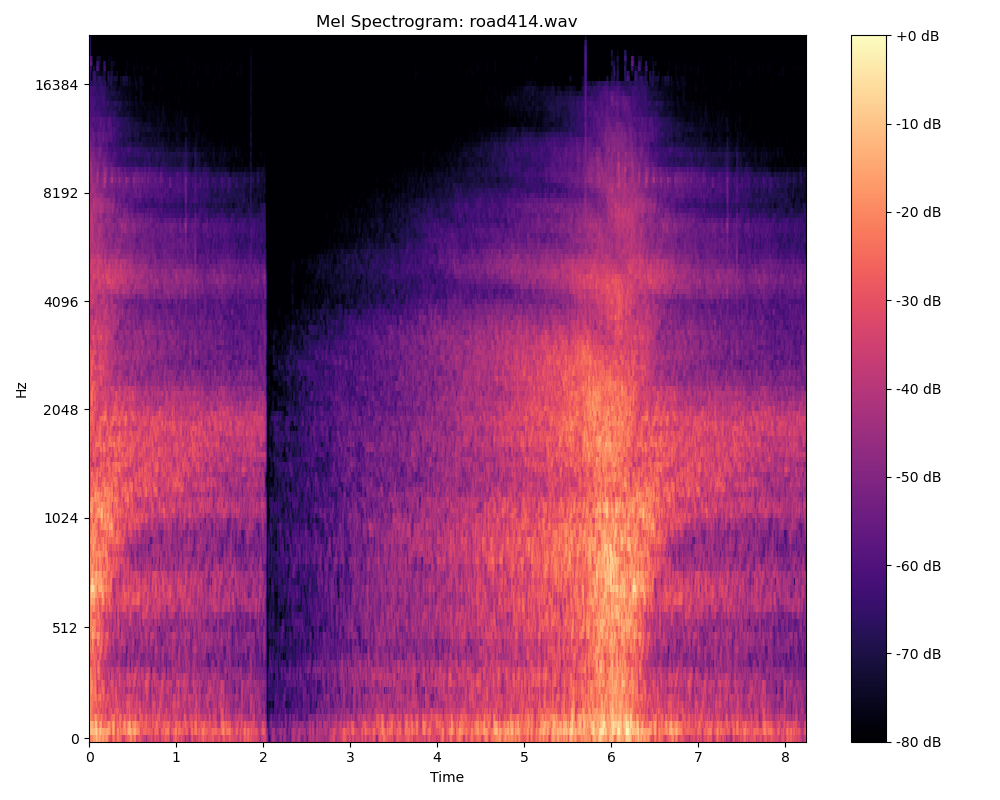 Mel Spectrogram: road414.wav
+0 dB
16384
-10 dB
8192
-20 dB
4096
-30 dB
Hz
2048
-40 dB
-50 dB
1024
-60 dB
512
-70 dB
0
-80 dB
0 1 2 3 4 5 6 7 8
Time